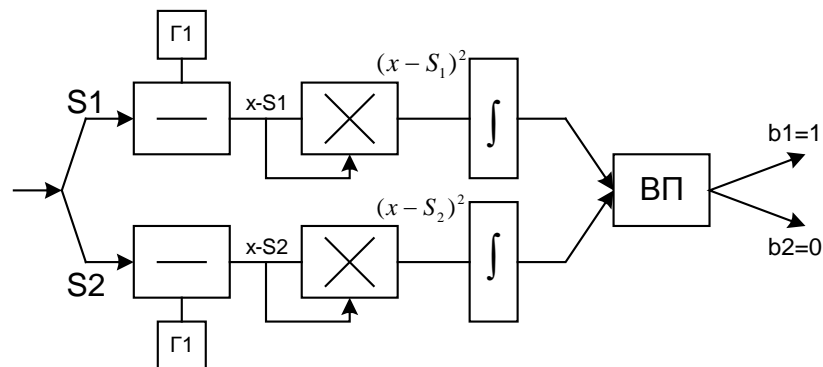 Г1
(x − S₁)²
S1
x-S1
∫
b1=1
ВП
(x − S₂)²
x-S2
∫
S2
b2=0
Г1